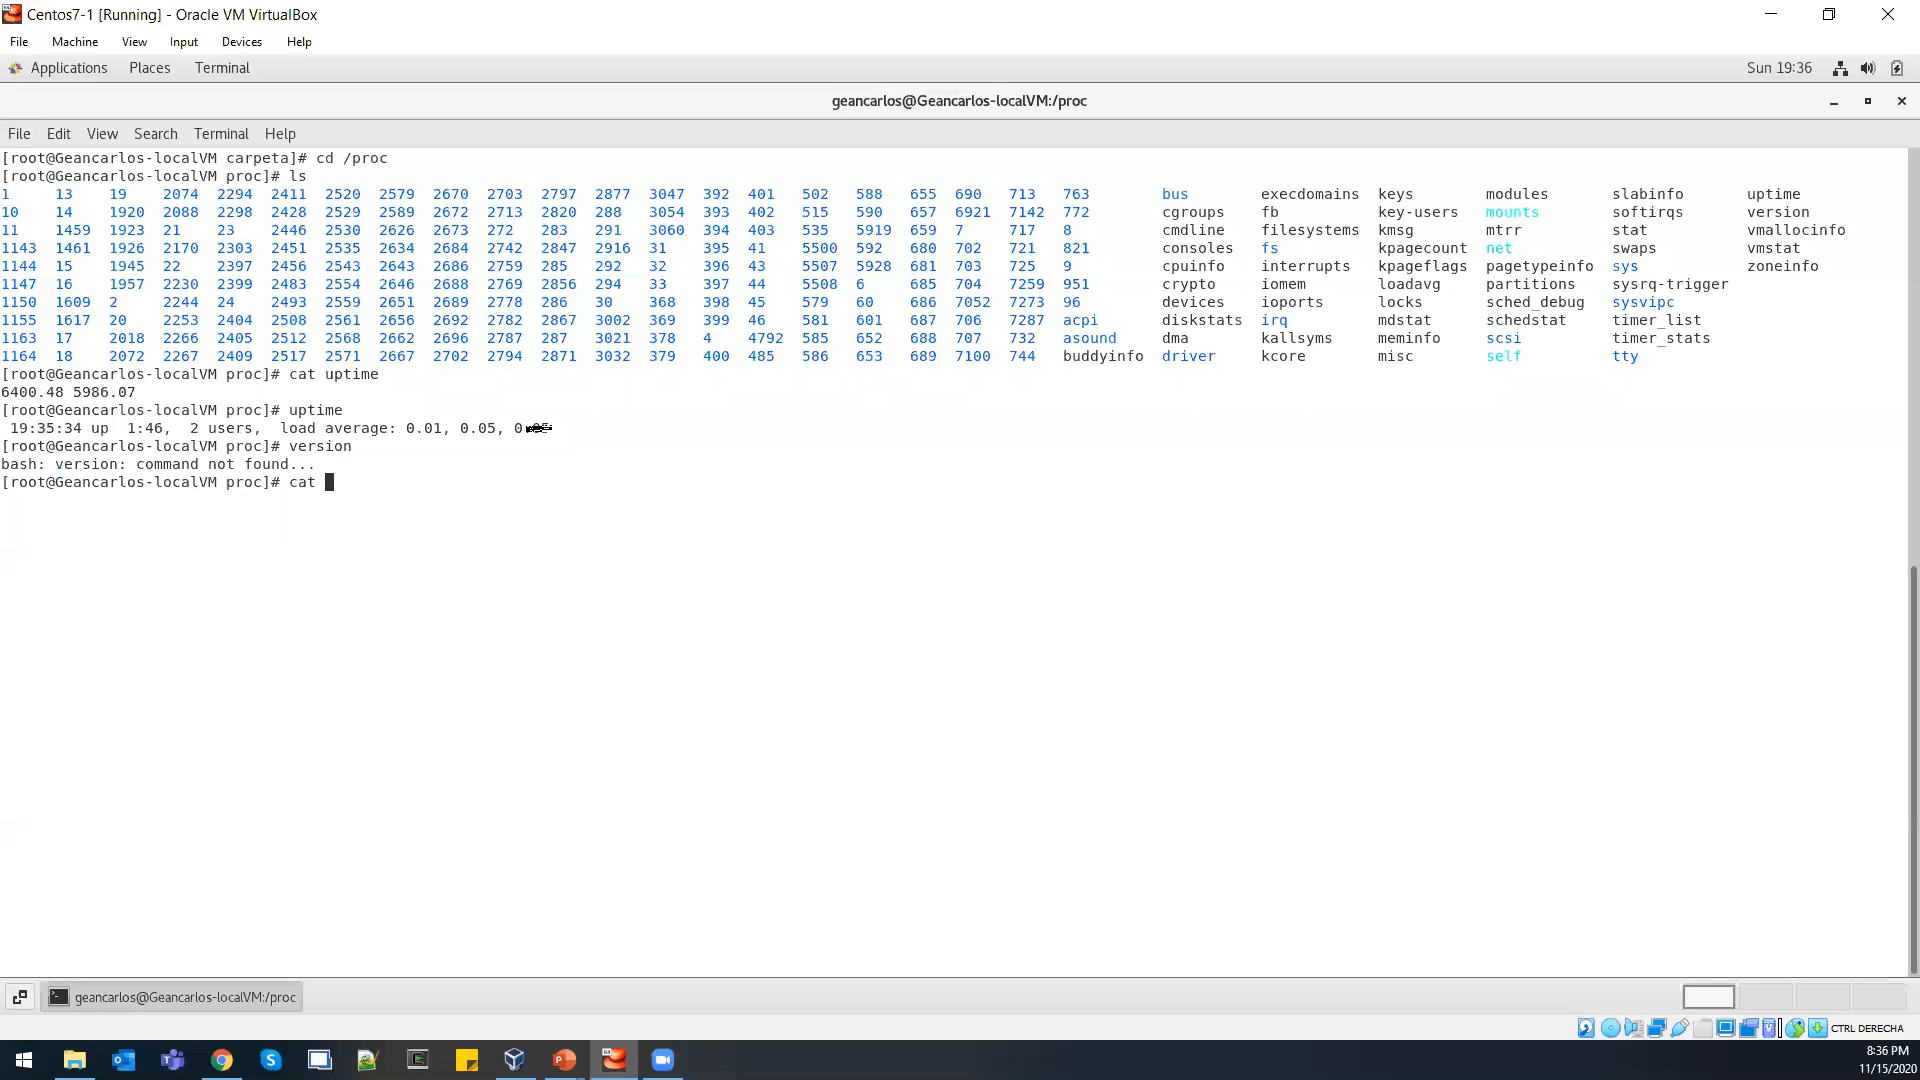 Centos7-1 [Running] - Oracle VM VirtualBox
File Machine View Input Devices Help
Applications Places Terminal Sun 19:36
geancarlos@Geancarlos-localVM:/proc
File Edit View Search Terminal Help
[root@Geancarlos-localVM carpeta]# cd /proc
[root@Geancarlos-localVM proc]# ls
1 13 19 2074 2294 2411 2520 2579 2670 2703 2797 2877 3047 392 401 502 588 655 690 713 763 bus execdomains keys modules slabinfo uptime
10 14 1920 2088 2298 2428 2529 2589 2672 2713 2820 288 3054 393 402 515 590 657 6921 7142 772 cgroups fb key-users mounts softirqs version
11 1459 1923 21 23 2446 2530 2626 2673 272 283 291 3060 394 403 535 5919 659 7 717 8 cmdline filesystems kmsg mtrr stat vmallocinfo
1143 1461 1926 2170 2303 2451 2535 2634 2684 2742 2847 2916 31 395 41 5500 592 680 702 721 821 consoles fs kpagecount net swaps vmstat
1144 15 1945 22 2397 2456 2543 2643 2686 2759 285 292 32 396 43 5507 5928 681 703 725 9 cpuinfo interrupts kpageflags pagetypeinfo sys zoneinfo
1147 16 1957 2230 2399 2483 2554 2646 2688 2769 2856 294 33 397 44 5508 6 685 704 7259 951 crypto iomem loadavg partitions sysrq-trigger
1150 1609 2 2244 24 2493 2559 2651 2689 2778 286 30 368 398 45 579 60 686 7052 7273 96 devices ioports locks sched_debug sysvipc
1155 1617 20 2253 2404 2508 2561 2656 2692 2782 2867 3002 369 399 46 581 601 687 706 7287 acpi diskstats irq mdstat schedstat timer_list
1163 17 2018 2266 2405 2512 2568 2662 2696 2787 287 3021 378 4 4792 585 652 688 707 732 asound dma kallsyms meminfo scsi timer_stats
1164 18 2072 2267 2409 2517 2571 2667 2702 2794 2871 3032 379 400 485 586 653 689 7100 744 buddyinfo driver kcore misc self tty
[root@Geancarlos-localVM proc]# cat uptime
6400.48 5986.07
[root@Geancarlos-localVM proc]# uptime
19:35:34 up 1:46, 2 users, load average: 0.01, 0.05,
[root@Geancarlos-localVM proc]# version
bash: version: command not found...
[root@Geancarlos-localVM proc]# cat
geancarlos@Geancarlos-localVM:/proc
CTRL DERECHA
8:36 PM
11/15/2020